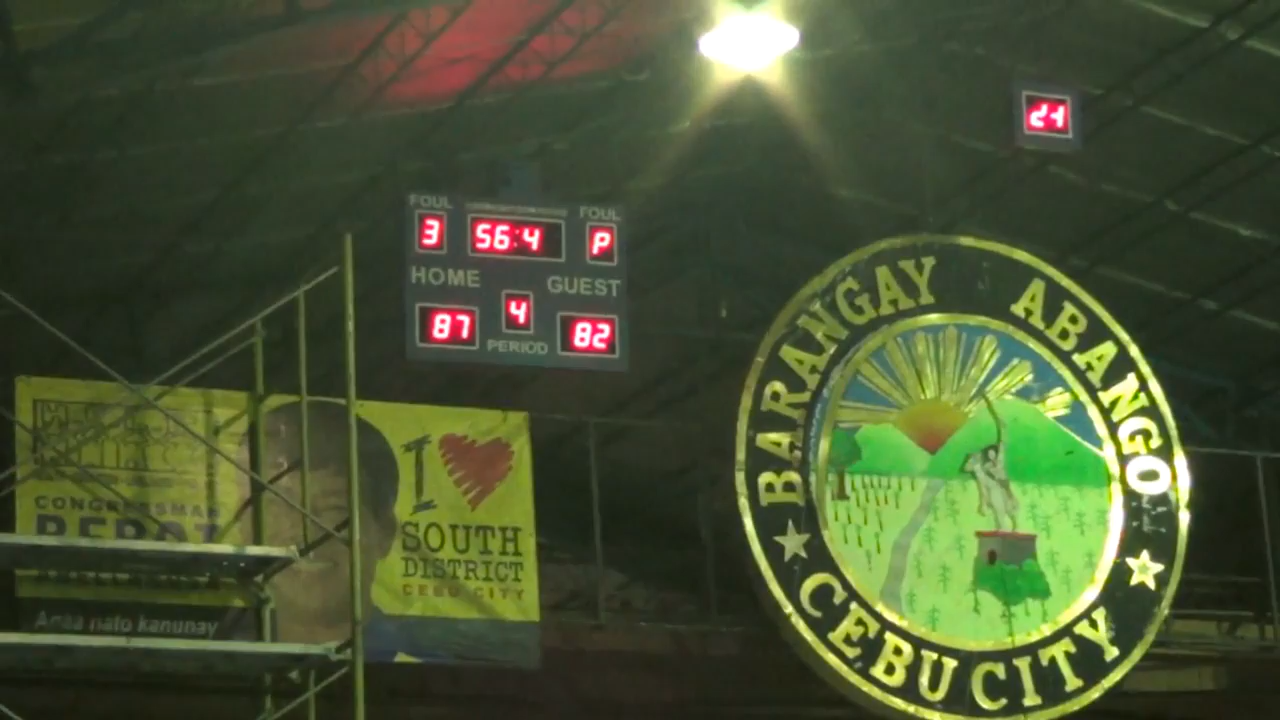 21
FOUL FOUL
3 56:4 P
HOME GUEST
87 4 82
PERIOD
BARANGAY ABANGO
CEBU CITY
I
SOUTH
DISTRICT
CEBU CITY
CONGRESSMAN
Anaa nato kanunay